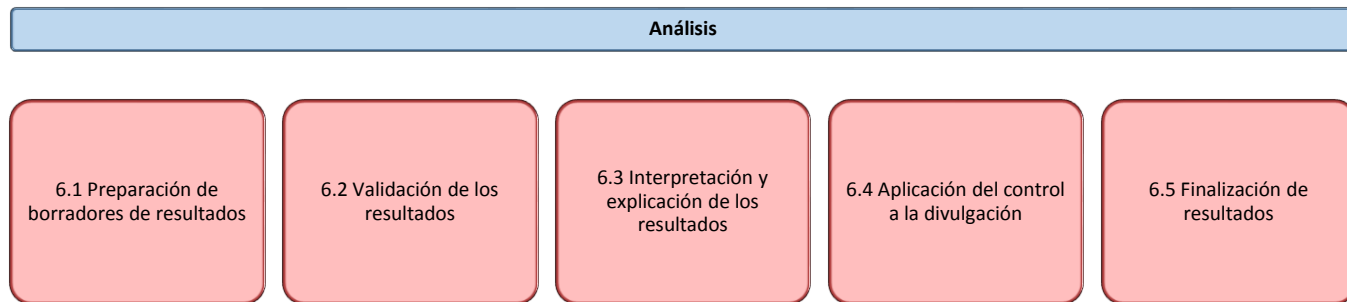 Análisis
6.1 Preparación de
borradores de resultados
6.2 Validación de los
resultados
6.3 Interpretación y
explicación de los
resultados
6.4 Aplicación del control
a la divulgación
6.5 Finalización de
resultados